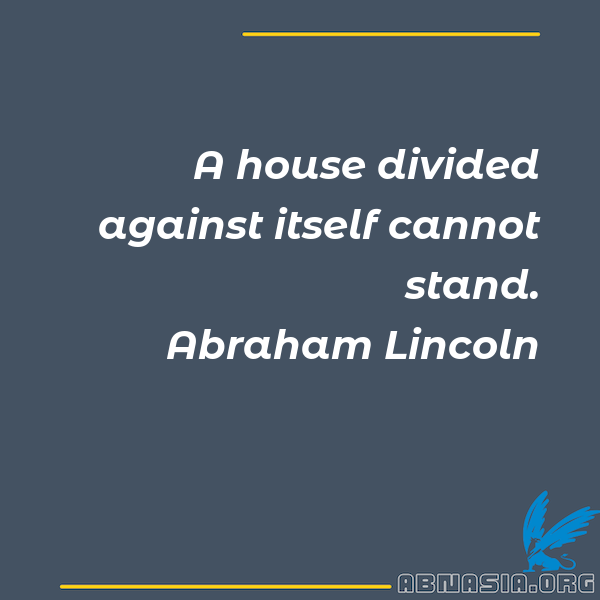 A house divided
against itself cannot
stand.
Abraham Lincoln
ABNASIA.ORG